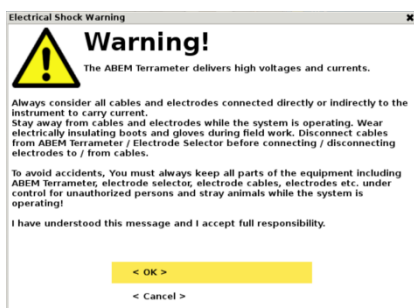 Electrical Shock Warning
Warning!
The ABEM Terrameter delivers high voltages and currents.
Always consider all cables and electrodes connected directly or indirectly to the
instrument to carry current.
Stay away from cables and electrodes while the system is operating. Wear
electrically insulating boots and gloves during field work. Disconnect cables
from ABEM Terrameter / Electrode Selector before connecting / disconnecting
electrodes to / from cables.
To avoid accidents, You must always keep all parts of the equipment including
ABEM Terrameter, electrode selector, electrode cables, electrodes etc. under
control for unauthorized persons and stray animals while the system is
operating!
I have understood this message and I accept full responsibility.
< OK >
< Cancel >